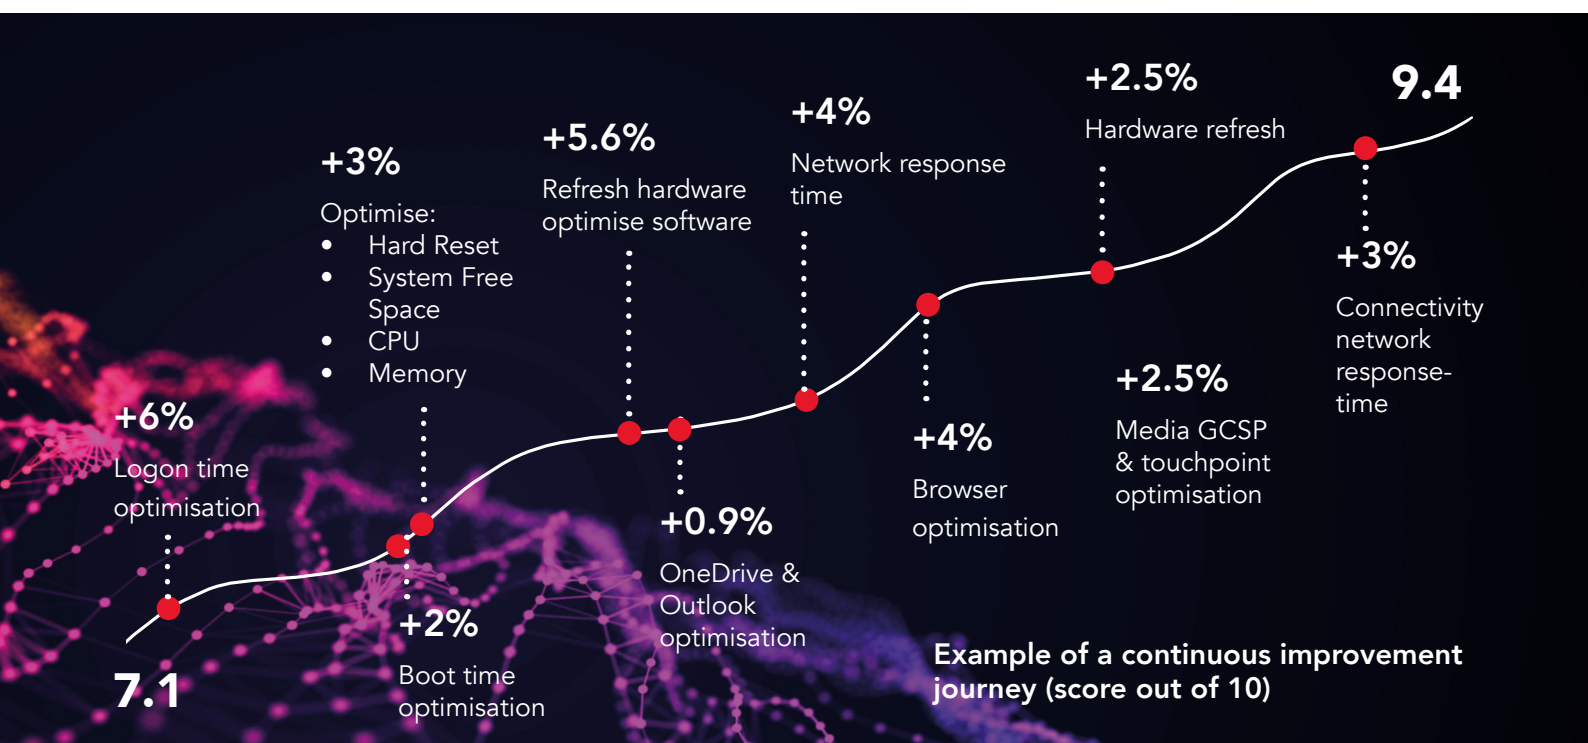 +6%
Logon time
optimisation
7.1
+3%
Optimise:
• Hard Reset
• System Free
Space
• CPU
• Memory
+2%
Boot time
optimisation
+5.6%
Refresh hardware
optimise software
+0.9%
OneDrive &
Outlook
optimisation
+4%
Network response
time
+4%
Browser
optimisation
+2.5%
Hardware refresh
+2.5%
Media GCSP
& touchpoint
optimisation
9.4
+3%
Connectivity
network
response-
time
Example of a continuous improvement
journey (score out of 10)